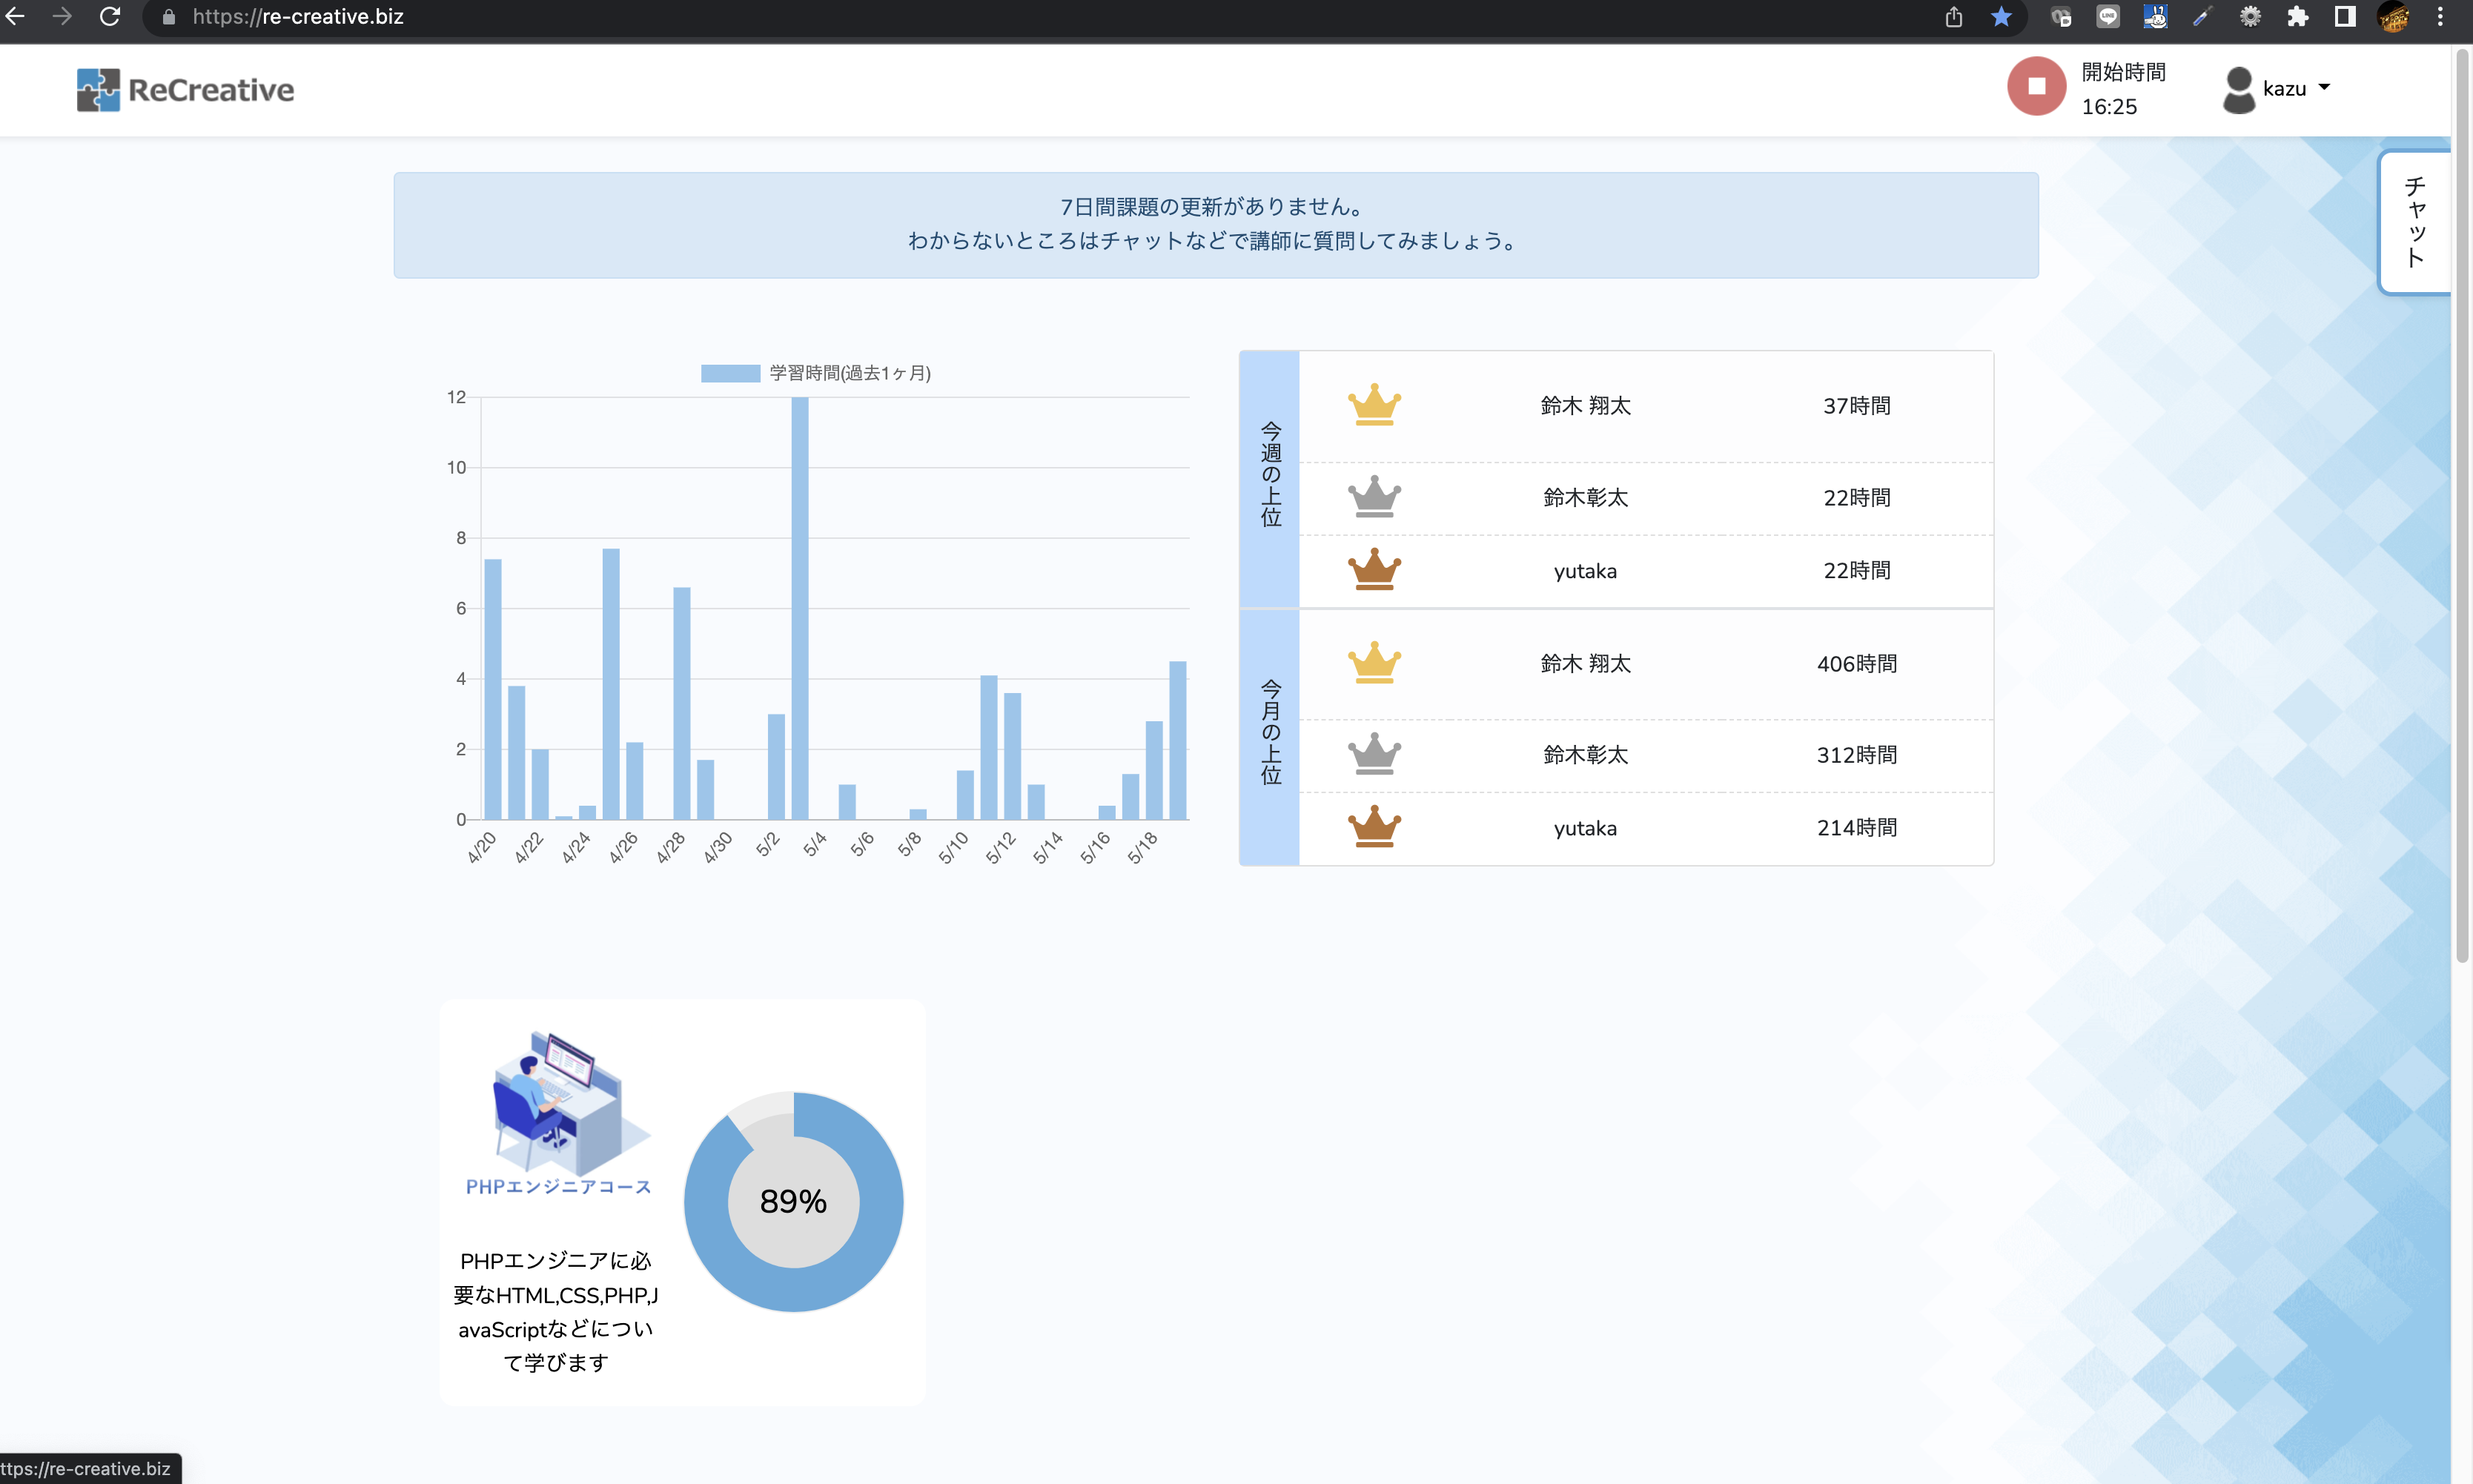 https://re-creative.biz
ReCreative
開始時間
16:25
kazu
チャット
7日間課題の更新がありません。
わからないところはチャットなどで講師に質問してみましょう。
学習時間(過去1ヶ月)
12
10
8
6
4
2
0
4/20
4/22
4/24
4/26
4/28
4/30
5/2
5/4
5/6
5/8
5/10
5/12
5/14
5/16
5/18
今週の上位
鈴木 翔太 37時間
鈴木彰太 22時間
yutaka 22時間
今月の上位
鈴木 翔太 406時間
鈴木彰太 312時間
yutaka 214時間
PHPエンジニアコース
89%
PHPエンジニアに必
要なHTML,CSS,PHP,J
avaScriptなどについ
て学びます
ttps://re-creative.biz